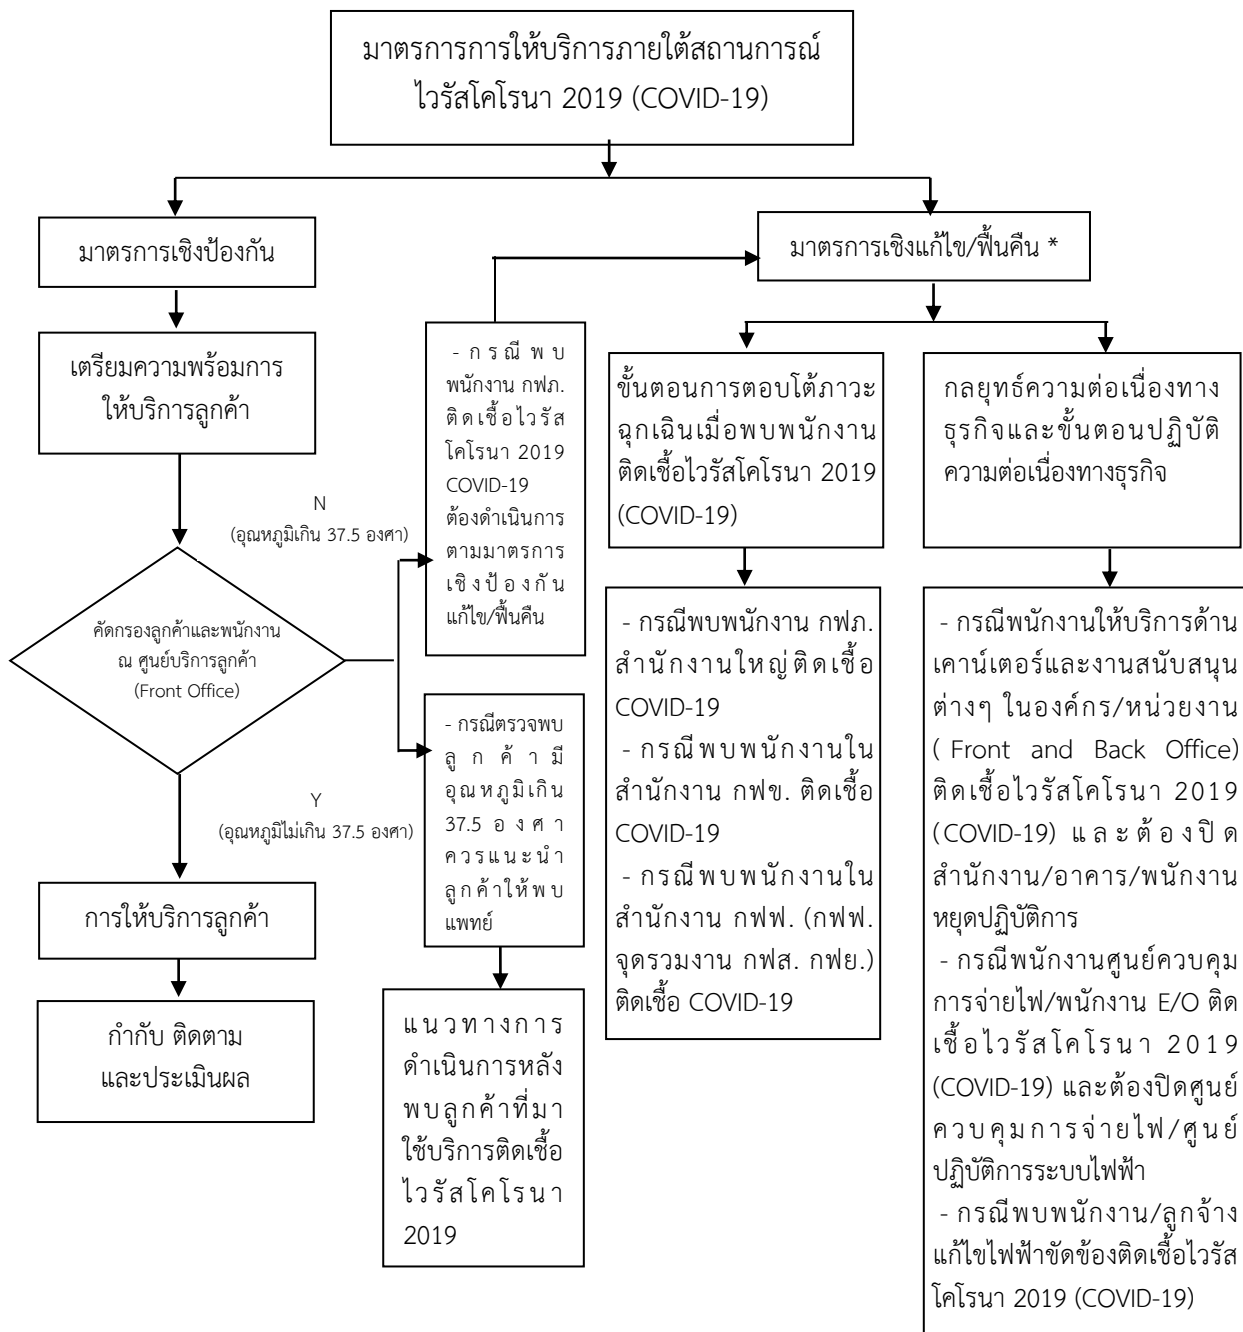 มาตรการการให้บริการภายใต้สถานการณ์
ไวรัสโคโรนา 2019 (COVID-19)
มาตรการเชิงป้องกัน
เตรียมความพร้อมการ
ให้บริการลูกค้า
N
(อุณหภูมิเกิน 37.5 องศา)
คัดกรองลูกค้าและพนักงาน
ณ ศูนย์บริการลูกค้า
(Front Office)
Y
(อุณหภูมิไม่เกิน 37.5 องศา)
การให้บริการลูกค้า
กำกับ ติดตาม
และประเมินผล
- กรณี พบ
พนักงาน กฟภ.
ติดเชื้อไวรัส
โคโรนา 2019
COVID-19
ต้องดำเนินการ
ตามมาตรการ
เชิงป้องกัน
แก้ไข/ฟื้นคืน
- กรณีตรวจพบ
ลูกค้ามี
อุณหภูมิเกิน
37.5 องศา
ควรแนะนำ
ลูกค้าให้พบ
แพทย์
แนวทางการ
ดำเนินการหลัง
พบลูกค้าที่มา
ใช้บริการติดเชื้อ
ไวรัสโคโรนา
2019
มาตรการเชิงแก้ไข/ฟื้นคืน *
ขั้นตอนการตอบโต้ภาวะ
ฉุกเฉินเมื่อพบพนักงาน
ติดเชื้อไวรัสโคโรนา 2019
(COVID-19)
- กรณีพบพนักงาน กฟภ.
สำนักงานใหญ่ติดเชื้อ
COVID-19
- กรณีพบพนักงานใน
สำนักงาน กฟข. ติดเชื้อ
COVID-19
- กรณีพบพนักงานใน
สำนักงาน กฟฟ. (กฟฟ.
จุดรวมงาน กฟส. กฟย.)
ติดเชื้อ COVID-19
กลยุทธ์ความต่อเนื่องทาง
ธุรกิจและขั้นตอนปฏิบัติ
ความต่อเนื่องทางธุรกิจ
- กรณีพนักงานให้บริการด้าน
เคาน์เตอร์และงานสนับสนุน
ต่างๆ ในองค์กร/หน่วยงาน
( Front and Back Office)
ติดเชื้อไวรัสโคโรนา 2019
(COVID-19) และต้องปิด
สำนักงาน/อาคาร/พนักงาน
หยุดปฏิบัติการ
- กรณีพนักงานศูนย์ควบคุม
การจ่ายไฟ/พนักงาน E/O ติด
เชื้อไวรัสโคโรนา 2019
(COVID-19) และต้องปิดศูนย์
ควบคุมการจ่ายไฟ/ศูนย์
ปฏิบัติการระบบไฟฟ้า
- กรณีพบพนักงาน/ลูกจ้าง
แก้ไขไฟฟ้าขัดข้องติดเชื้อไวรัส
โคโรนา 2019 (COVID-19)